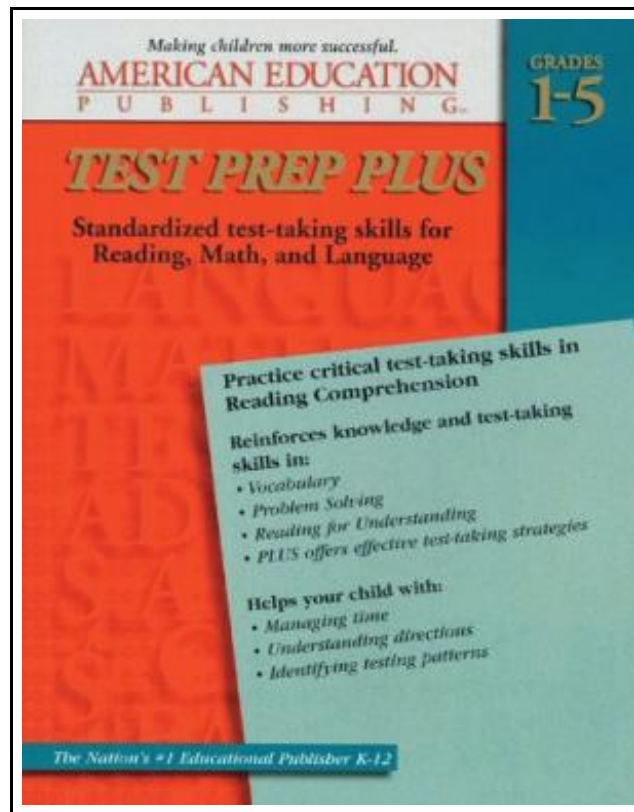 Making children more successful.
AMERICAN EDUCATION
PUBLISHING
GRADES
1-5
TEST PREP PLUS
Standardized test-taking skills for
Reading, Math, and Language
Practice critical test-taking skills in
Reading Comprehension
Reinforces knowledge and test-taking
skills in:
• Vocabulary
• Problem Solving
• Reading for Understanding
• PLUS offers effective test-taking strategies
Helps your child with:
• Managing time
• Understanding directions
• Identifying testing patterns
The Nation's #1 Educational Publisher K-12